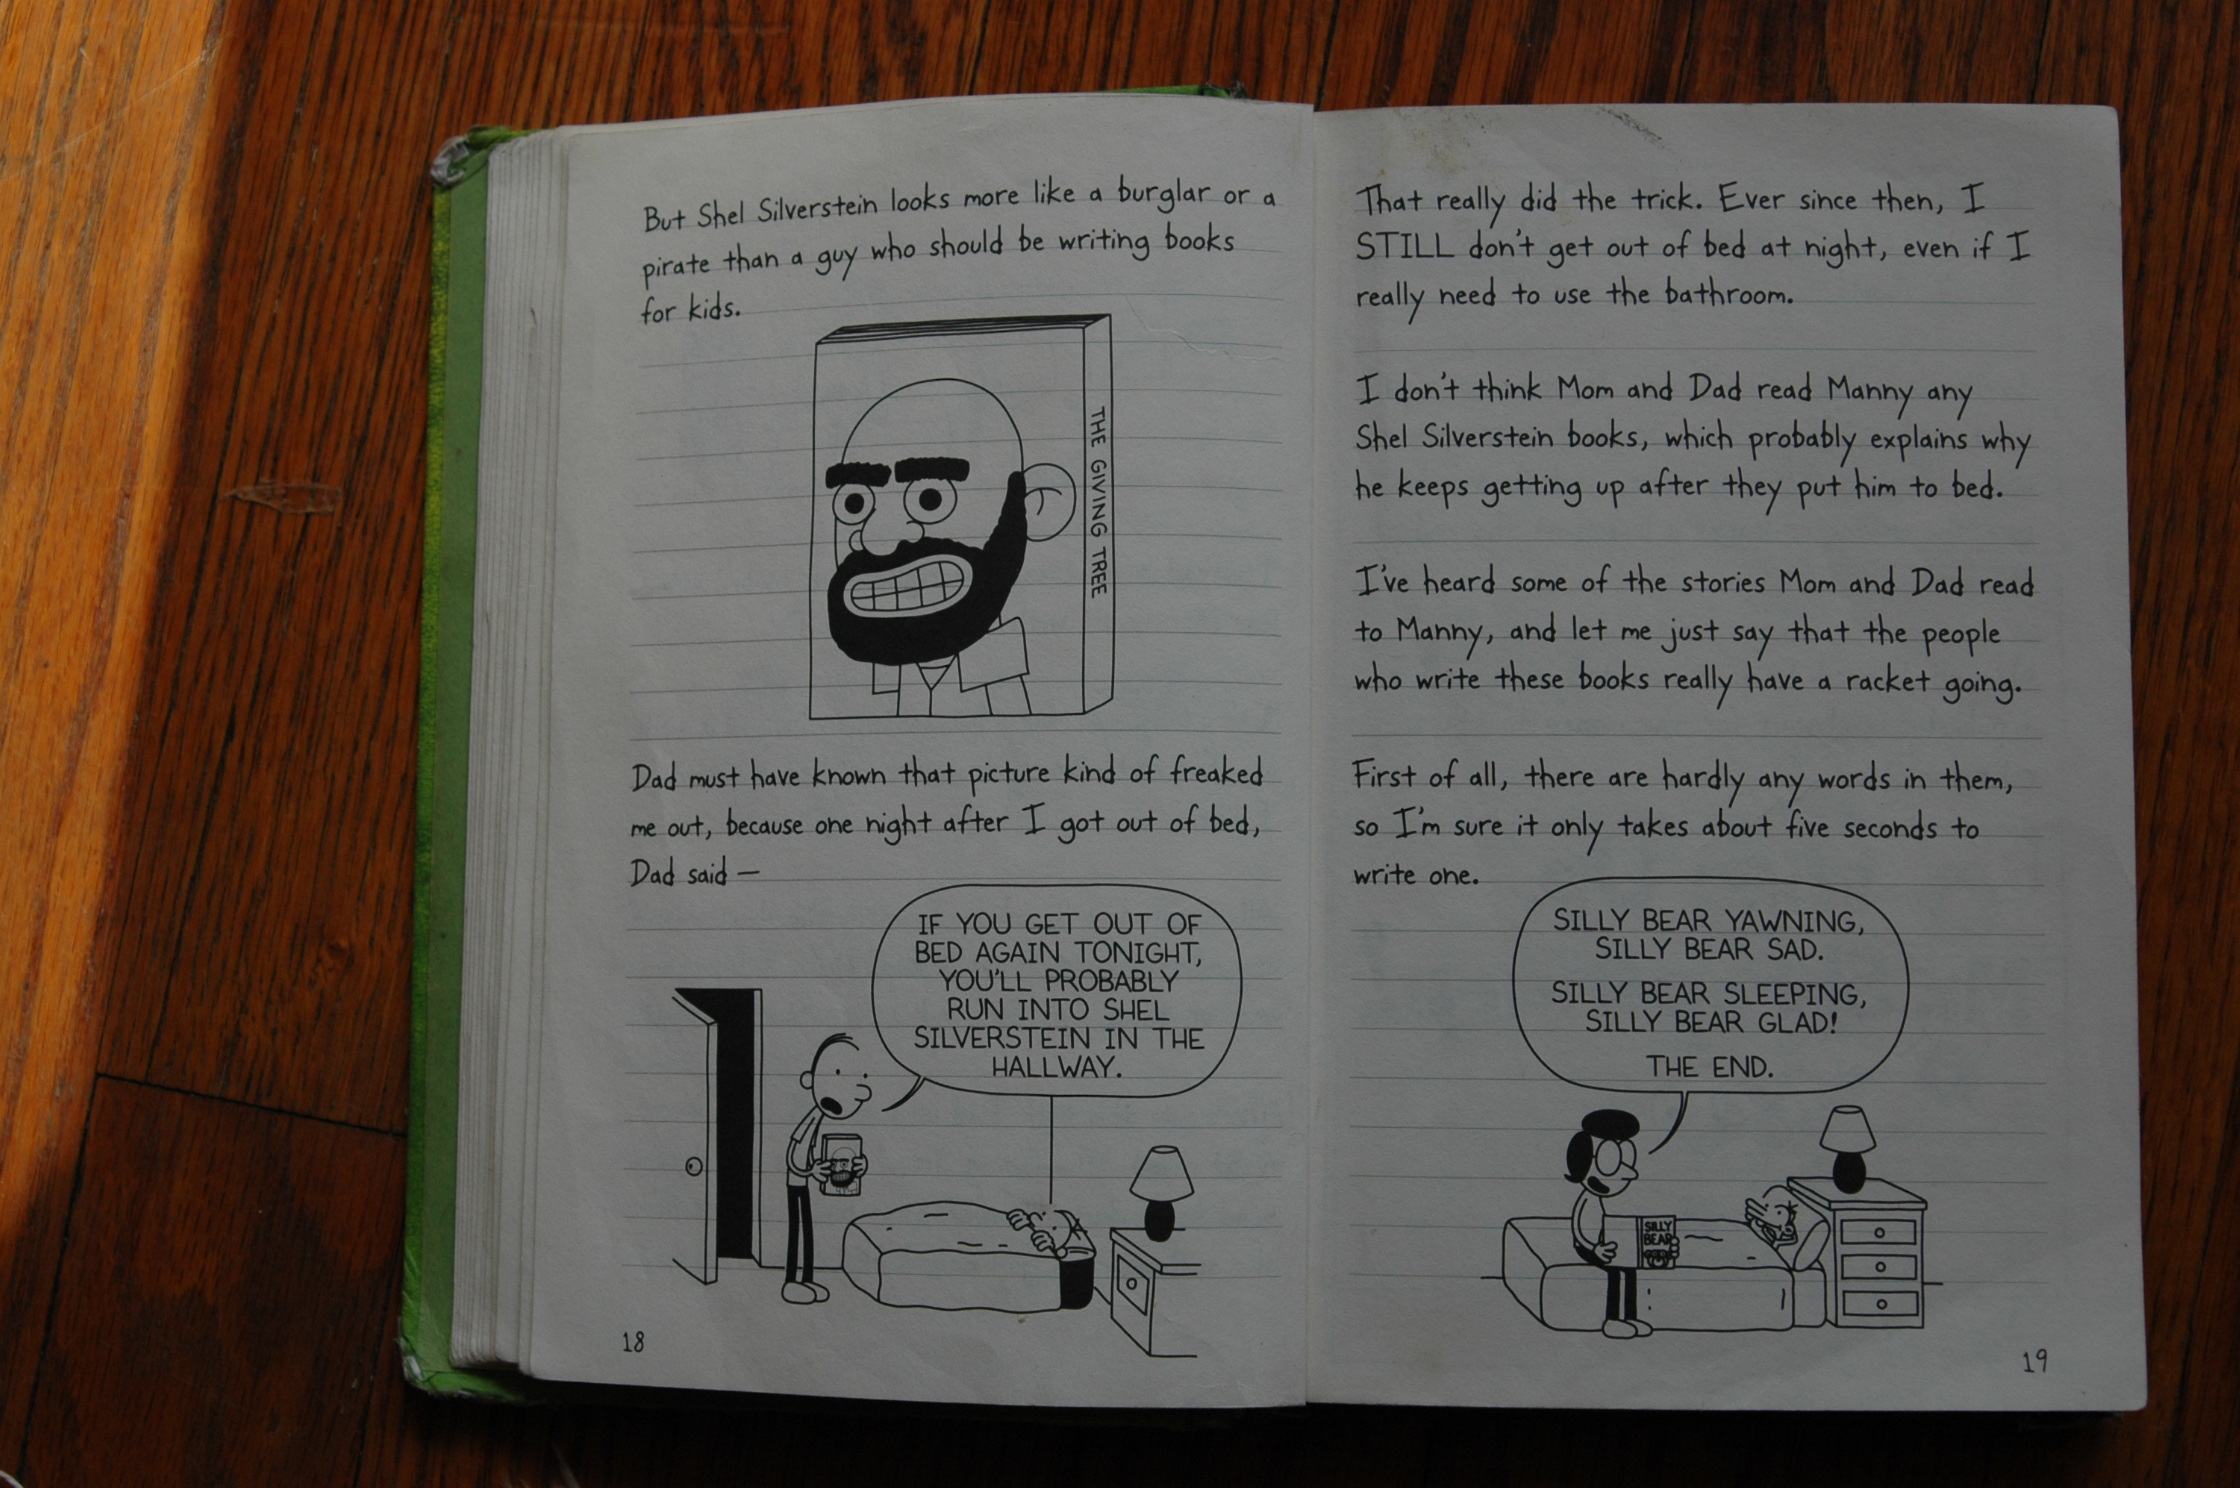 But Shel Silverstein looks more like a burglar or a
pirate than a guy who should be writing books
for kids.
THE GIVING TREE
Dad must have known that picture kind of freaked
me out, because one night after I got out of bed,
Dad said —
IF YOU GET OUT OF
BED AGAIN TONIGHT,
YOU'LL PROBABLY
RUN INTO SHEL
SILVERSTEIN IN THE
HALLWAY.
18
That really did the trick. Ever since then, I
STILL don't get out of bed at night, even if I
really need to use the bathroom.
I don't think Mom and Dad read Manny any
Shel Silverstein books, which probably explains why
he keeps getting up after they put him to bed.
I've heard some of the stories Mom and Dad read
to Manny, and let me just say that the people
who write these books really have a racket going.
First of all, there are hardly any words in them,
so I'm sure it only takes about five seconds to
write one.
SILLY BEAR YAWNING,
SILLY BEAR SAD.
SILLY BEAR SLEEPING,
SILLY BEAR GLAD!
THE END.
SILLY
BEAR
19